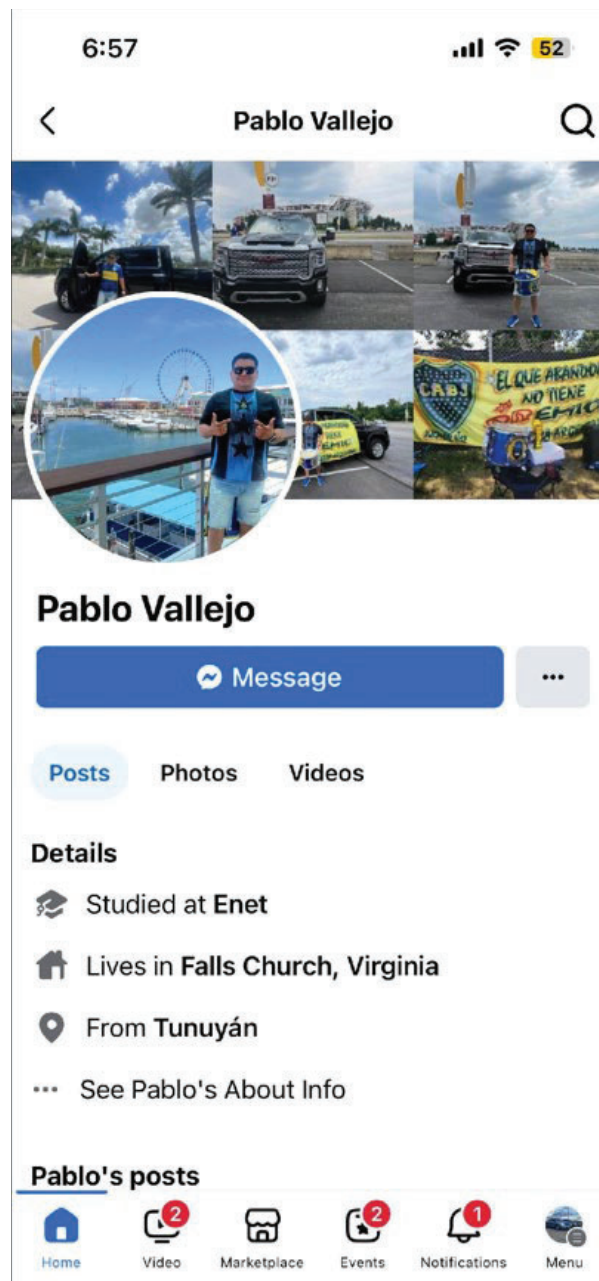 6:57
52
Pablo Vallejo
CABJ
EL QUE ABANDONA
NO TIENE
Pablo Vallejo
Message
Posts Photos Videos
Details
Studied at Enet
Lives in Falls Church, Virginia
From Tunuyán
See Pablo's About Info
Pablo's posts
2
2
1
Home Video Marketplace Events Notifications Menu